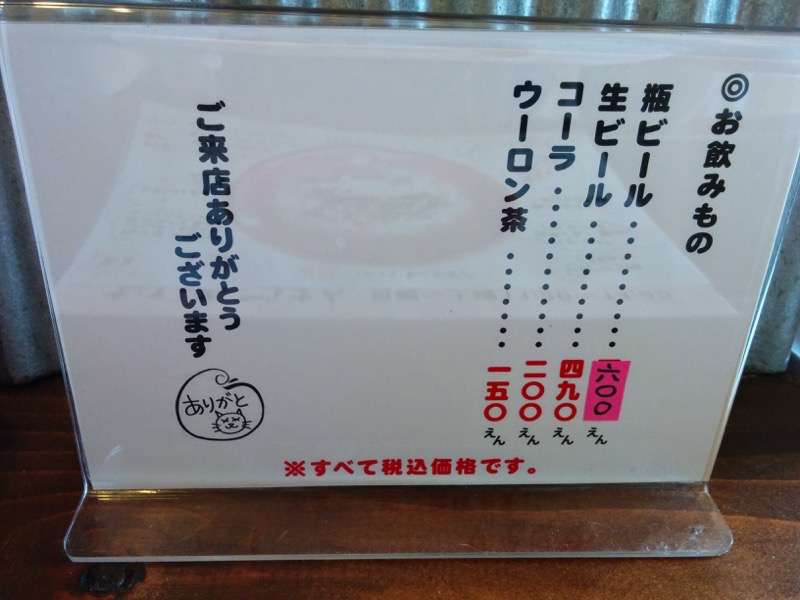 ◎お飲みもの
瓶ビール‥‥‥‥‥六〇〇えん
生ビール‥‥‥‥‥四九〇えん
コーラ‥‥‥‥‥‥二〇〇えん
ウーロン茶‥‥‥‥一五〇えん
ご来店ありがとう
ございます
ありがと
※すべて税込価格です。